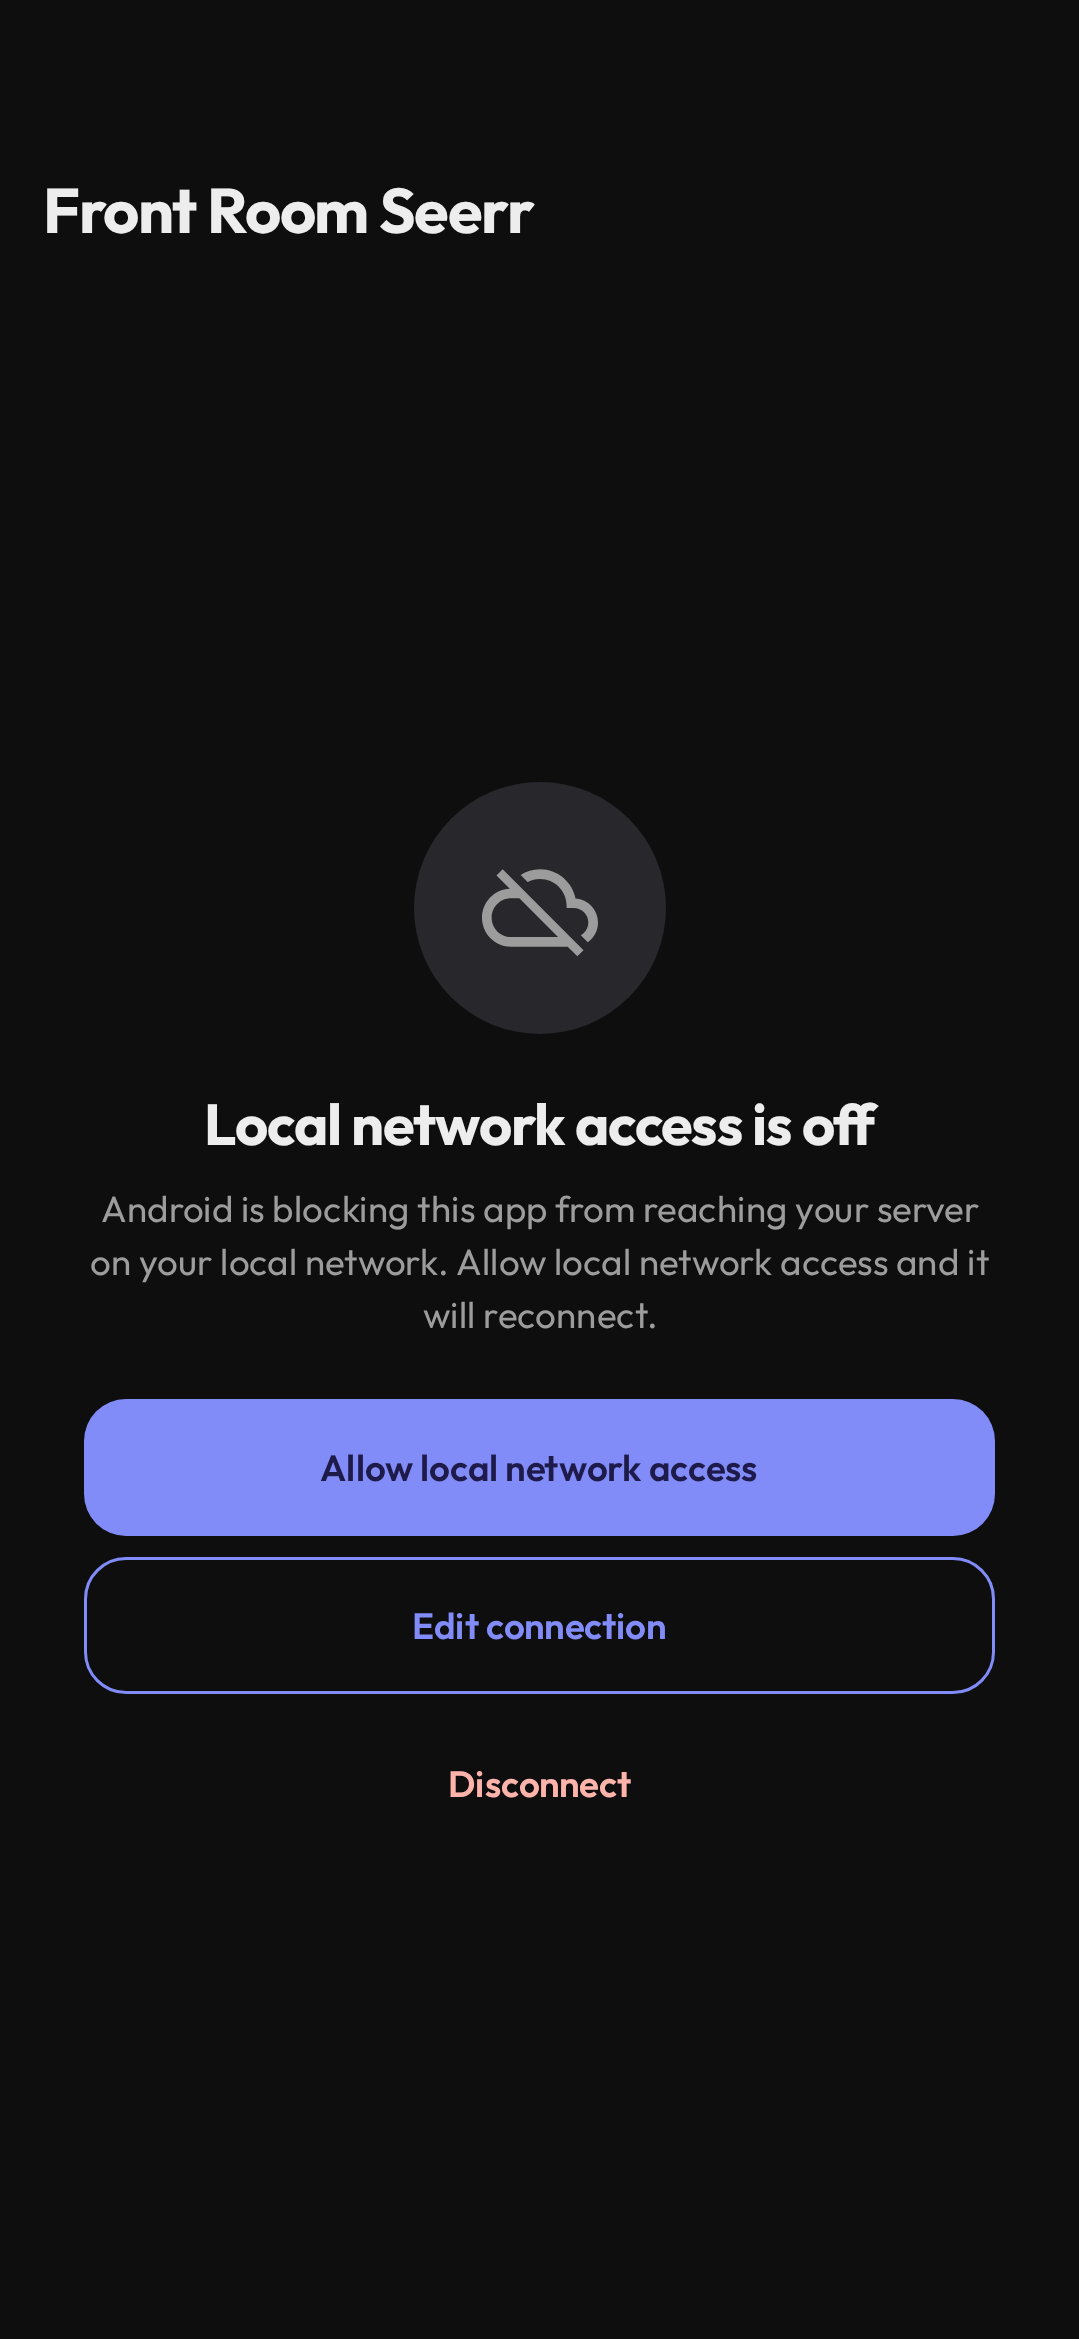 Front Room Seerr
Local network access is off
Android is blocking this app from reaching your server
on your local network. Allow local network access and it
will reconnect.
Allow local network access
Edit connection
Disconnect